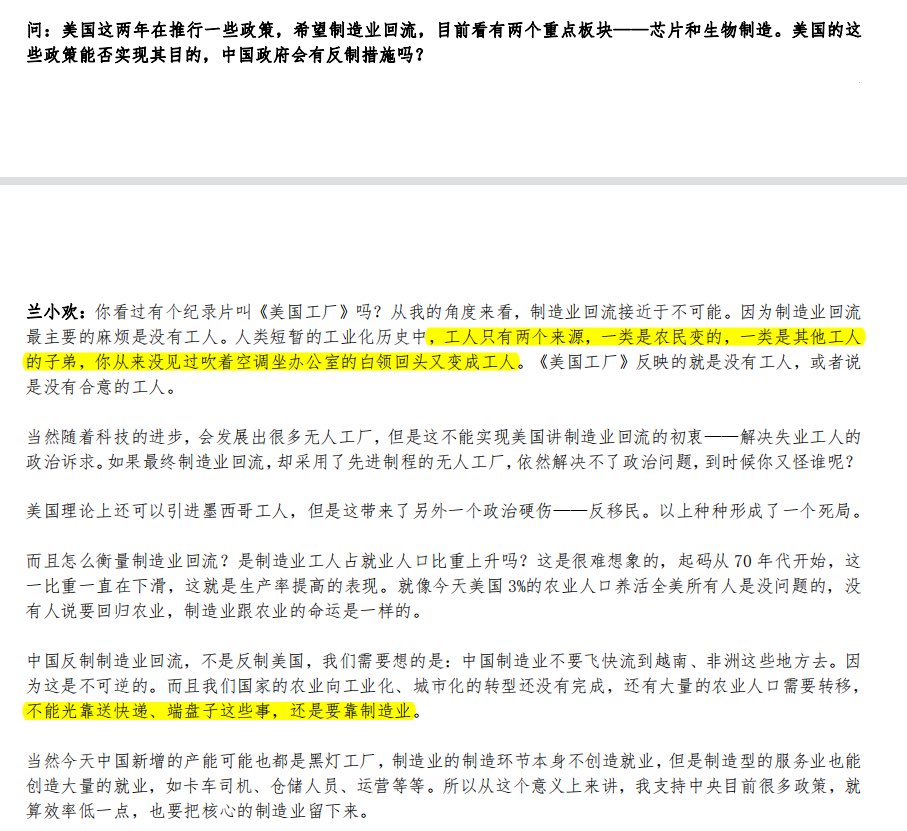 问：美国这两年在推行一些政策，希望制造业回流，目前看有两个重点板块——芯片和生物制造。美国的这
些政策能否实现其目的，中国政府会有反制措施吗？
兰小欢：你看过有个纪录片叫《美国工厂》吗？从我的角度来看，制造业回流接近于不可能。因为制造业回流
最主要的麻烦是没有工人。人类短暂的工业化历史中，工人只有两个来源，一类是农民变的，一类是其他工人
的子弟，你从来没见过吹着空调坐办公室的白领回头又变成工人。《美国工厂》反映的就是没有工人，或者说
是没有合意的工人。
当然随着科技的进步，会发展出很多无人工厂，但是这不能实现美国讲制造业回流的初衷——解决失业工人的
政治诉求。如果最终制造业回流，却采用了先进制程的无人工厂，依然解决不了政治问题，到时候你又怪谁呢？
美国理论上还可以引进墨西哥工人，但是这带来了另外一个政治硬伤——反移民。以上种种形成了一个死局。
而且怎么衡量制造业回流？是制造业工人占就业人口比重上升吗？这是很难想象的，起码从 70 年代开始，这
一比重一直在下滑，这就是生产率提高的表现。就像今天美国 3%的农业人口养活全美所有人是没问题的，没
有人说要回归农业，制造业跟农业的命运是一样的。
中国反制制造业回流，不是反制美国，我们需要想的是：中国制造业不要飞快流到越南、非洲这些地方去。因
为这是不可逆的。而且我们国家的农业向工业化、城市化的转型还没有完成，还有大量的农业人口需要转移，
不能光靠送快递、端盘子这些事，还是要靠制造业。
当然今天中国新增的产能可能也都是黑灯工厂，制造业的制造环节本身不创造就业，但是制造型的服务业也能
创造大量的就业，如卡车司机、仓储人员、运营等等。所以从这个意义上来讲，我支持中央目前很多政策，就
算效率低一点，也要把核心的制造业留下来。